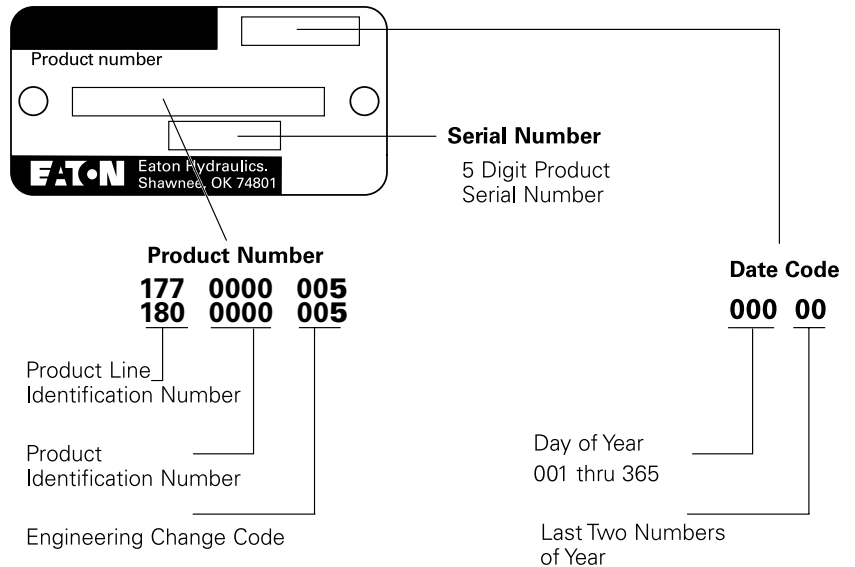 Product number
EATON
Eaton Hydraulics.
Shawnee, OK 74801
Serial Number
5 Digit Product
Serial Number
Product Number
177 0000 005
180 0000 005
Product Line
Identification Number
Product
Identification Number
Engineering Change Code
Date Code
000 00
Day of Year
001 thru 365
Last Two Numbers
of Year